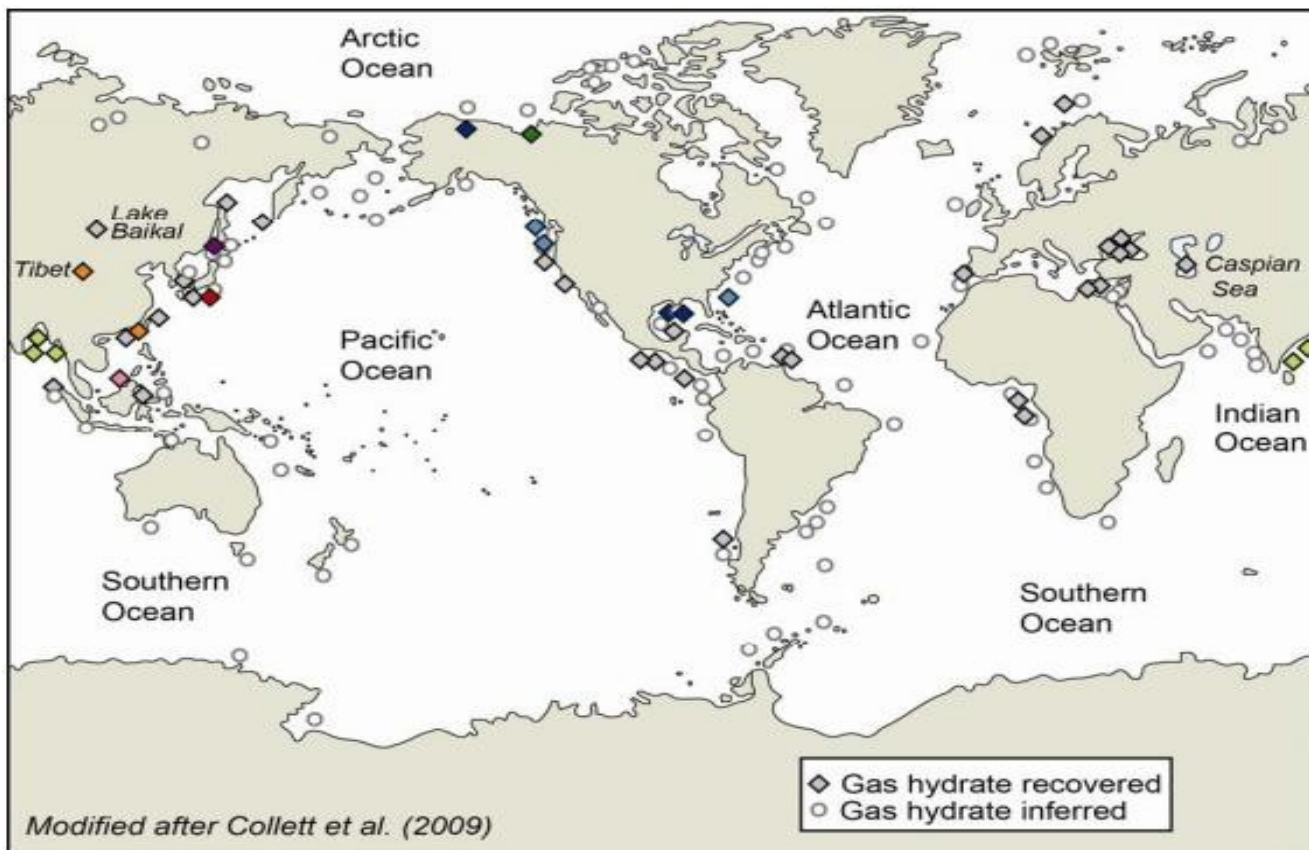 Arctic
Ocean
Lake
Baikal
Tibet
Caspian
Sea
Pacific
Ocean
Atlantic
Ocean
Indian
Ocean
Southern
Ocean
Southern
Ocean
Gas hydrate recovered
Gas hydrate inferred
Modified after Collett et al. (2009)